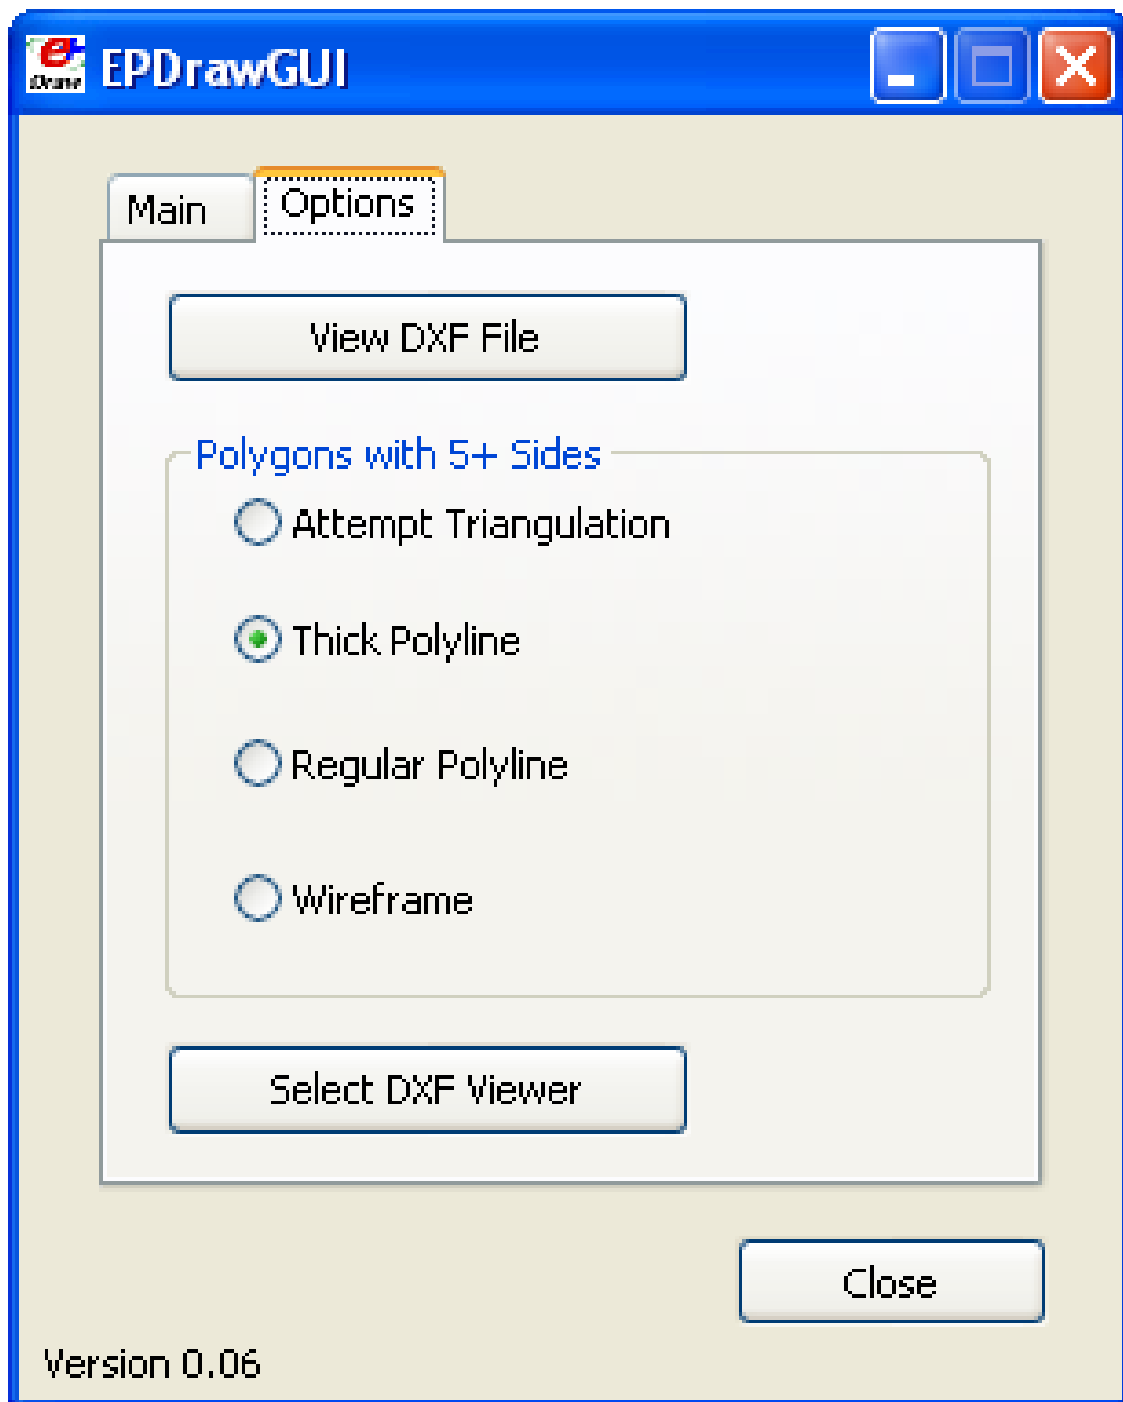 EPDrawGUI
Main
Options
View DXF File
Polygons with 5+ Sides
Attempt Triangulation
Thick Polyline
Regular Polyline
Wireframe
Select DXF Viewer
Close
Version 0.06